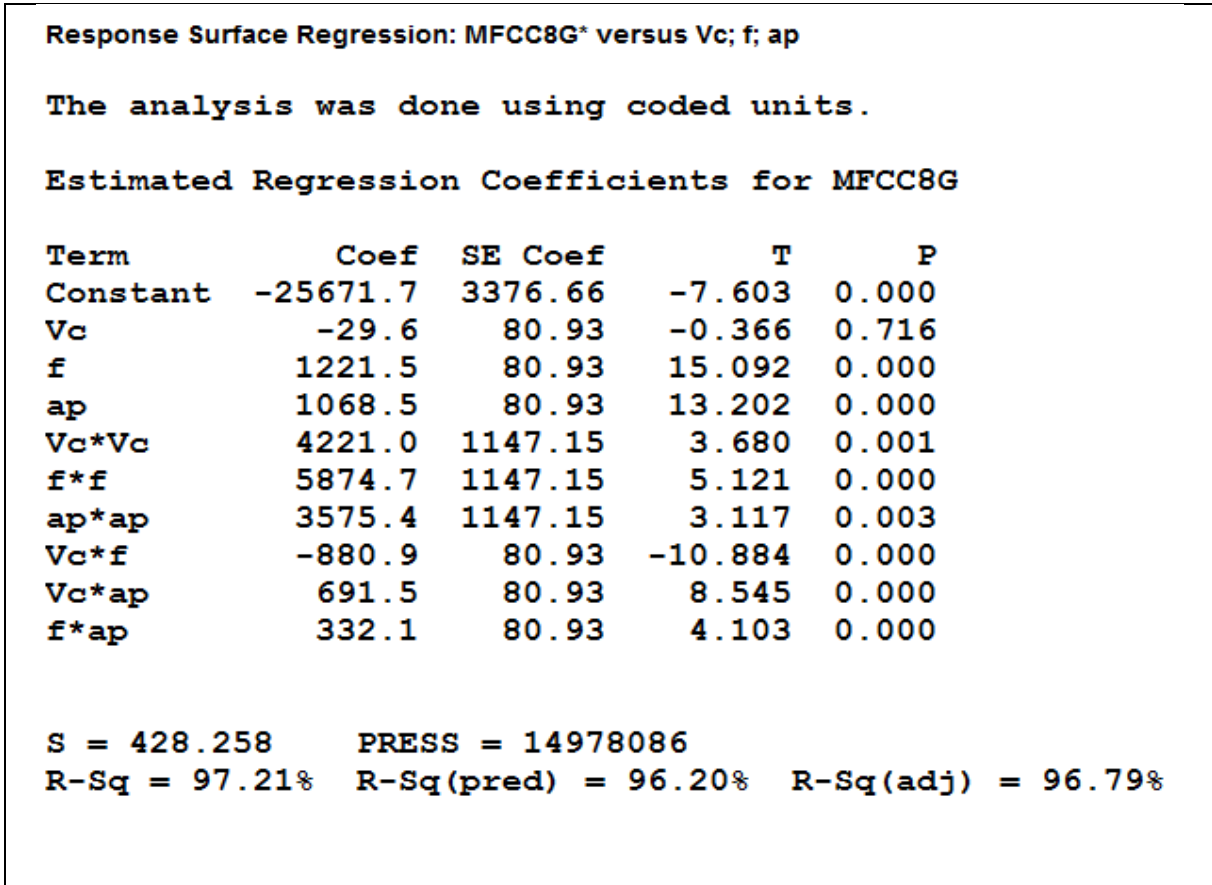 Response Surface Regression: MFCC8G* versus Vc; f; ap
The analysis was done using coded units.
Estimated Regression Coefficients for MFCC8G
Term Coef SE Coef T P
Constant -25671.7 3376.66 -7.603 0.000
Vc -29.6 80.93 -0.366 0.716
f 1221.5 80.93 15.092 0.000
ap 1068.5 80.93 13.202 0.000
Vc*Vc 4221.0 1147.15 3.680 0.001
f*f 5874.7 1147.15 5.121 0.000
ap*ap 3575.4 1147.15 3.117 0.003
Vc*f -880.9 80.93 -10.884 0.000
Vc*ap 691.5 80.93 8.545 0.000
f*ap 332.1 80.93 4.103 0.000
S = 428.258 PRESS = 14978086
R-Sq = 97.21% R-Sq(pred) = 96.20% R-Sq(adj) = 96.79%